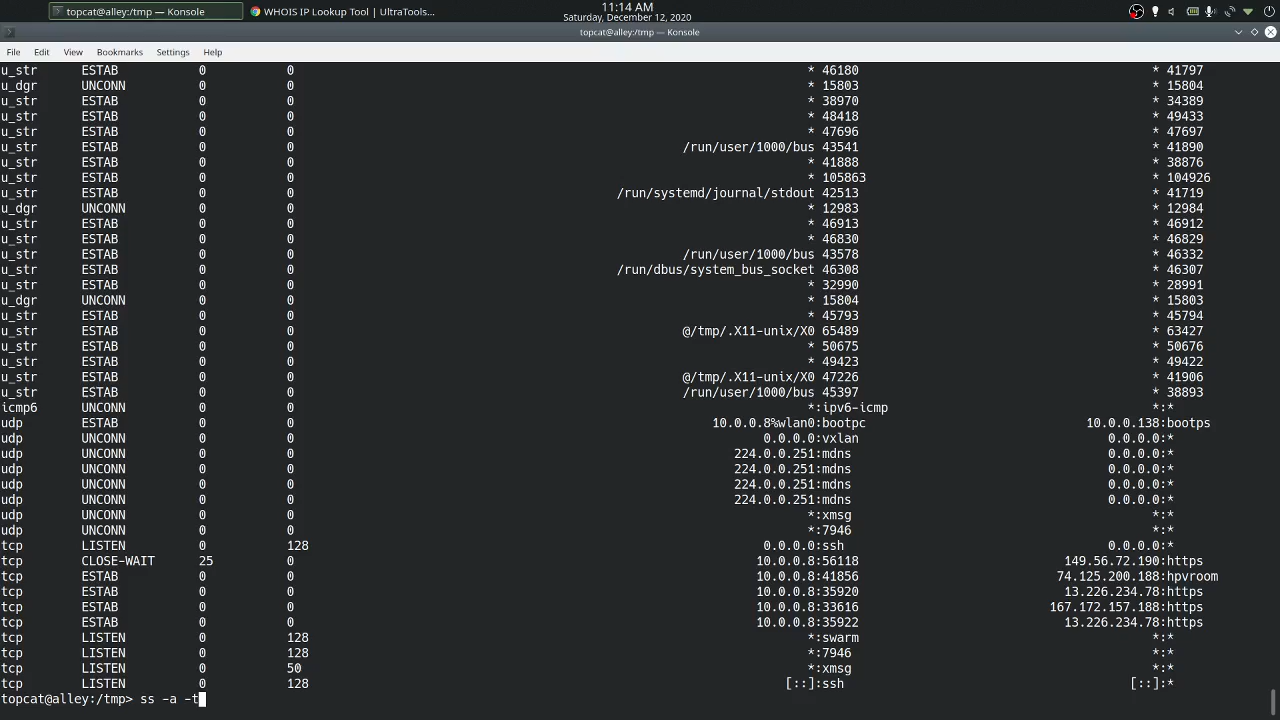 topcat@alley:/tmp — Konsole WHOIS IP Lookup Tool | UltraTools... 11:14 AM
Saturday, December 12, 2020
topcat@alley:/tmp — Konsole
File Edit View Bookmarks Settings Help
u_str ESTAB 0 0 * 46180 * 41797
u_dgr UNCONN 0 0 * 15803 * 15804
u_str ESTAB 0 0 * 38970 * 34389
u_str ESTAB 0 0 * 48418 * 49433
u_str ESTAB 0 0 * 47696 * 47697
u_str ESTAB 0 0 /run/user/1000/bus 43541 * 41890
u_str ESTAB 0 0 * 41888 * 38876
u_str ESTAB 0 0 * 105863 * 104926
u_str ESTAB 0 0 /run/systemd/journal/stdout 42513 * 41719
u_dgr UNCONN 0 0 * 12983 * 12984
u_str ESTAB 0 0 * 46913 * 46912
u_str ESTAB 0 0 * 46830 * 46829
u_str ESTAB 0 0 /run/user/1000/bus 43578 * 46332
u_str ESTAB 0 0 /run/dbus/system_bus_socket 46308 * 46307
u_str ESTAB 0 0 * 32990 * 28991
u_dgr UNCONN 0 0 * 15804 * 15803
u_str ESTAB 0 0 * 45793 * 45794
u_str ESTAB 0 0 @/tmp/.X11-unix/X0 65489 * 63427
u_str ESTAB 0 0 * 50675 * 50676
u_str ESTAB 0 0 * 49423 * 49422
u_str ESTAB 0 0 @/tmp/.X11-unix/X0 47226 * 41906
u_str ESTAB 0 0 /run/user/1000/bus 45397 * 38893
icmp6 UNCONN 0 0 *:ipv6-icmp *:*
udp ESTAB 0 0 10.0.0.8%wlan0:bootpc 10.0.0.138:bootps
udp UNCONN 0 0 0.0.0.0:vxlan 0.0.0.0:*
udp UNCONN 0 0 224.0.0.251:mdns 0.0.0.0:*
udp UNCONN 0 0 224.0.0.251:mdns 0.0.0.0:*
udp UNCONN 0 0 224.0.0.251:mdns 0.0.0.0:*
udp UNCONN 0 0 224.0.0.251:mdns 0.0.0.0:*
udp UNCONN 0 0 *:xmsg *:*
udp UNCONN 0 0 *:7946 *:*
tcp LISTEN 0 128 0.0.0.0:ssh 0.0.0.0:*
tcp CLOSE-WAIT 25 0 10.0.0.8:56118 149.56.72.190:https
tcp ESTAB 0 0 10.0.0.8:41856 74.125.200.188:hpvroom
tcp ESTAB 0 0 10.0.0.8:35920 13.226.234.78:https
tcp ESTAB 0 0 10.0.0.8:33616 167.172.157.188:https
tcp ESTAB 0 0 10.0.0.8:35922 13.226.234.78:https
tcp LISTEN 0 128 *:swarm *:*
tcp LISTEN 0 128 *:7946 *:*
tcp LISTEN 0 50 *:xmsg *:*
tcp LISTEN 0 128 [::]:ssh [::]:*
topcat@alley:/tmp> ss -a -t